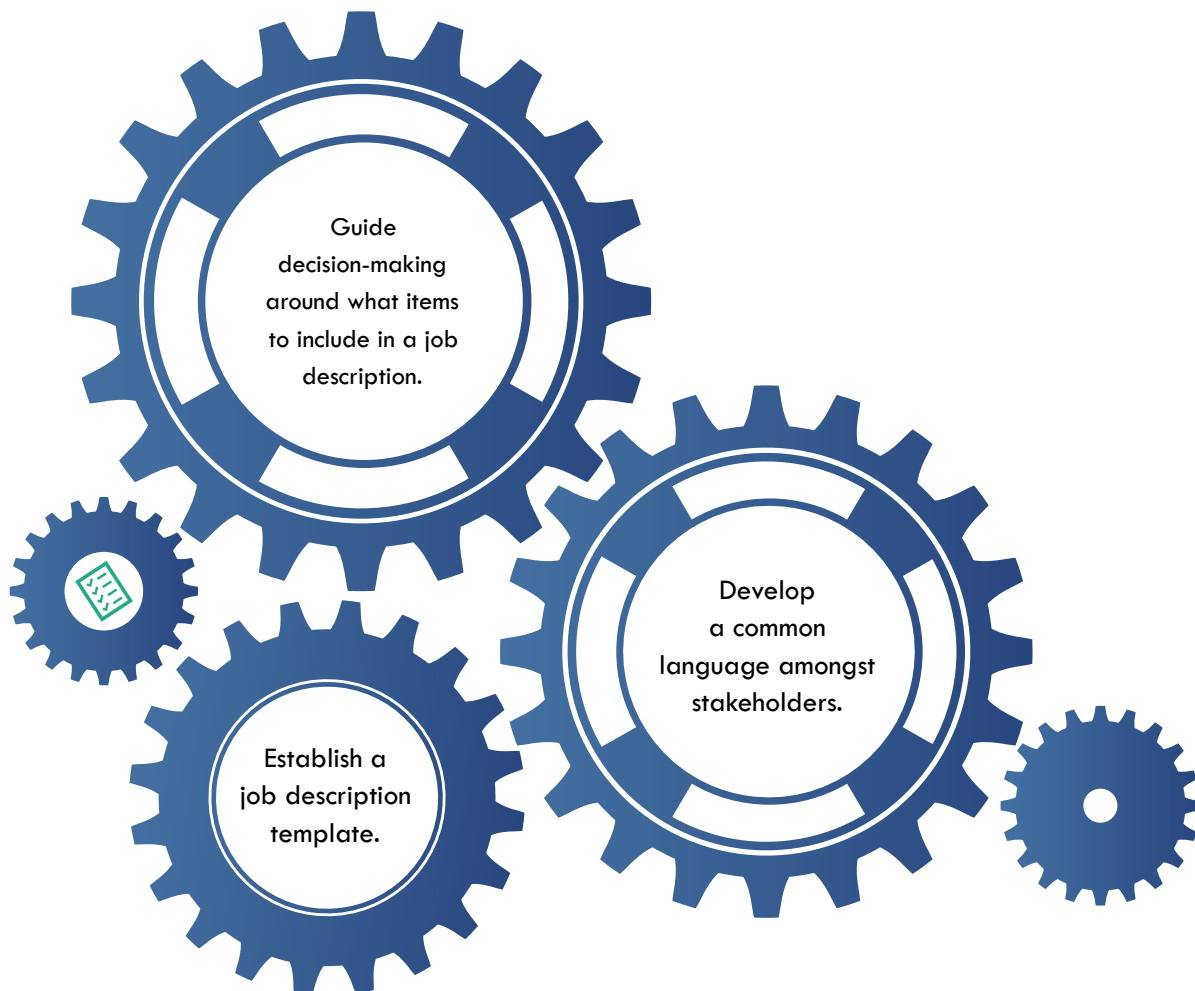 Guide
decision-making
around what items
to include in a job
description.
Develop
a common
language amongst
stakeholders.
Establish a
job description
template.